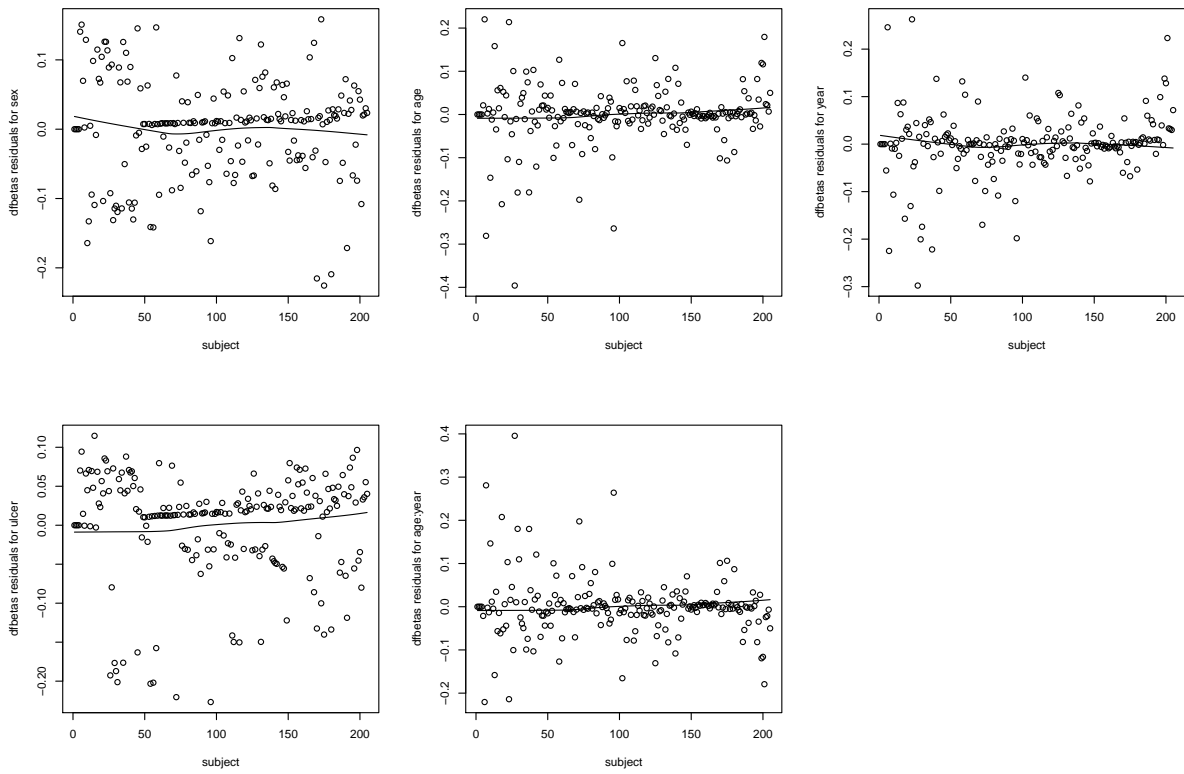 dfbetas residuals for sex
0.1
0.0
−0.1
−0.2
0 50 100 150 200
subject
dfbetas residuals for age
0.2
0.1
0.0
−0.1
−0.2
−0.3
−0.4
0 50 100 150 200
subject
dfbetas residuals for year
0.2
0.1
0.0
−0.1
−0.2
−0.3
0 50 100 150 200
subject
dfbetas residuals for ulcer
0.10
0.05
0.00
−0.10
−0.20
0 50 100 150 200
subject
dfbetas residuals for age:year
0.4
0.3
0.2
0.1
0.0
−0.1
−0.2
0 50 100 150 200
subject